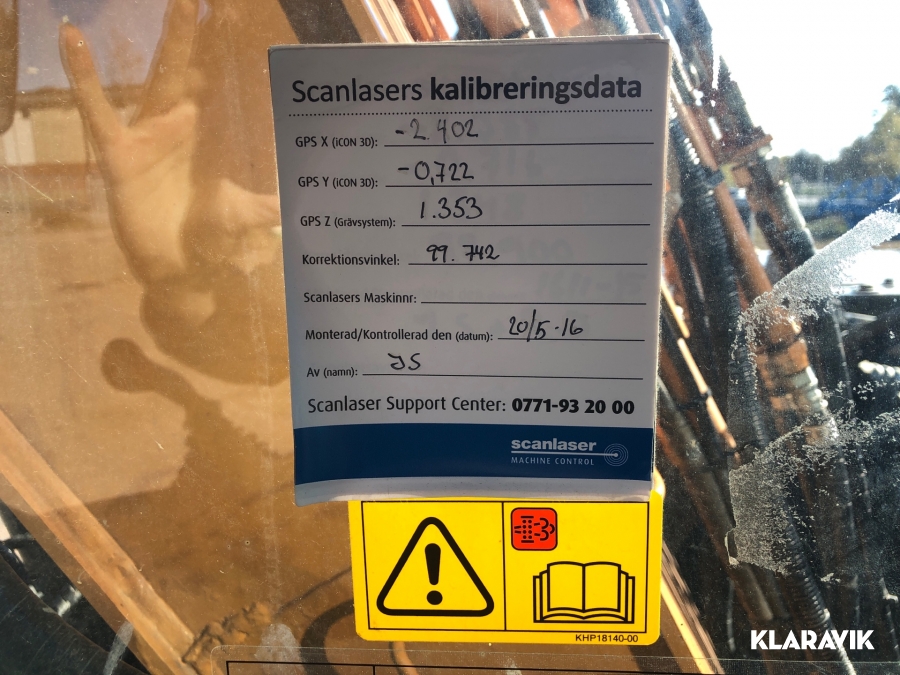 Scanlasers kalibreringsdata
GPS X (iCON 3D): -2.402
GPS Y (iCON 3D): -0,722
GPS Z (Grävsystem): 1.353
Korrektionsvinkel: 99.742
Scanlasers Maskinnr:
Monterad/Kontrollerad den (datum): 20/5-16
Av (namn): JS
Scanlaser Support Center: 0771-93 20 00
scanlaser
MACHINE CONTROL
KHP18140-00
KLARAVIK